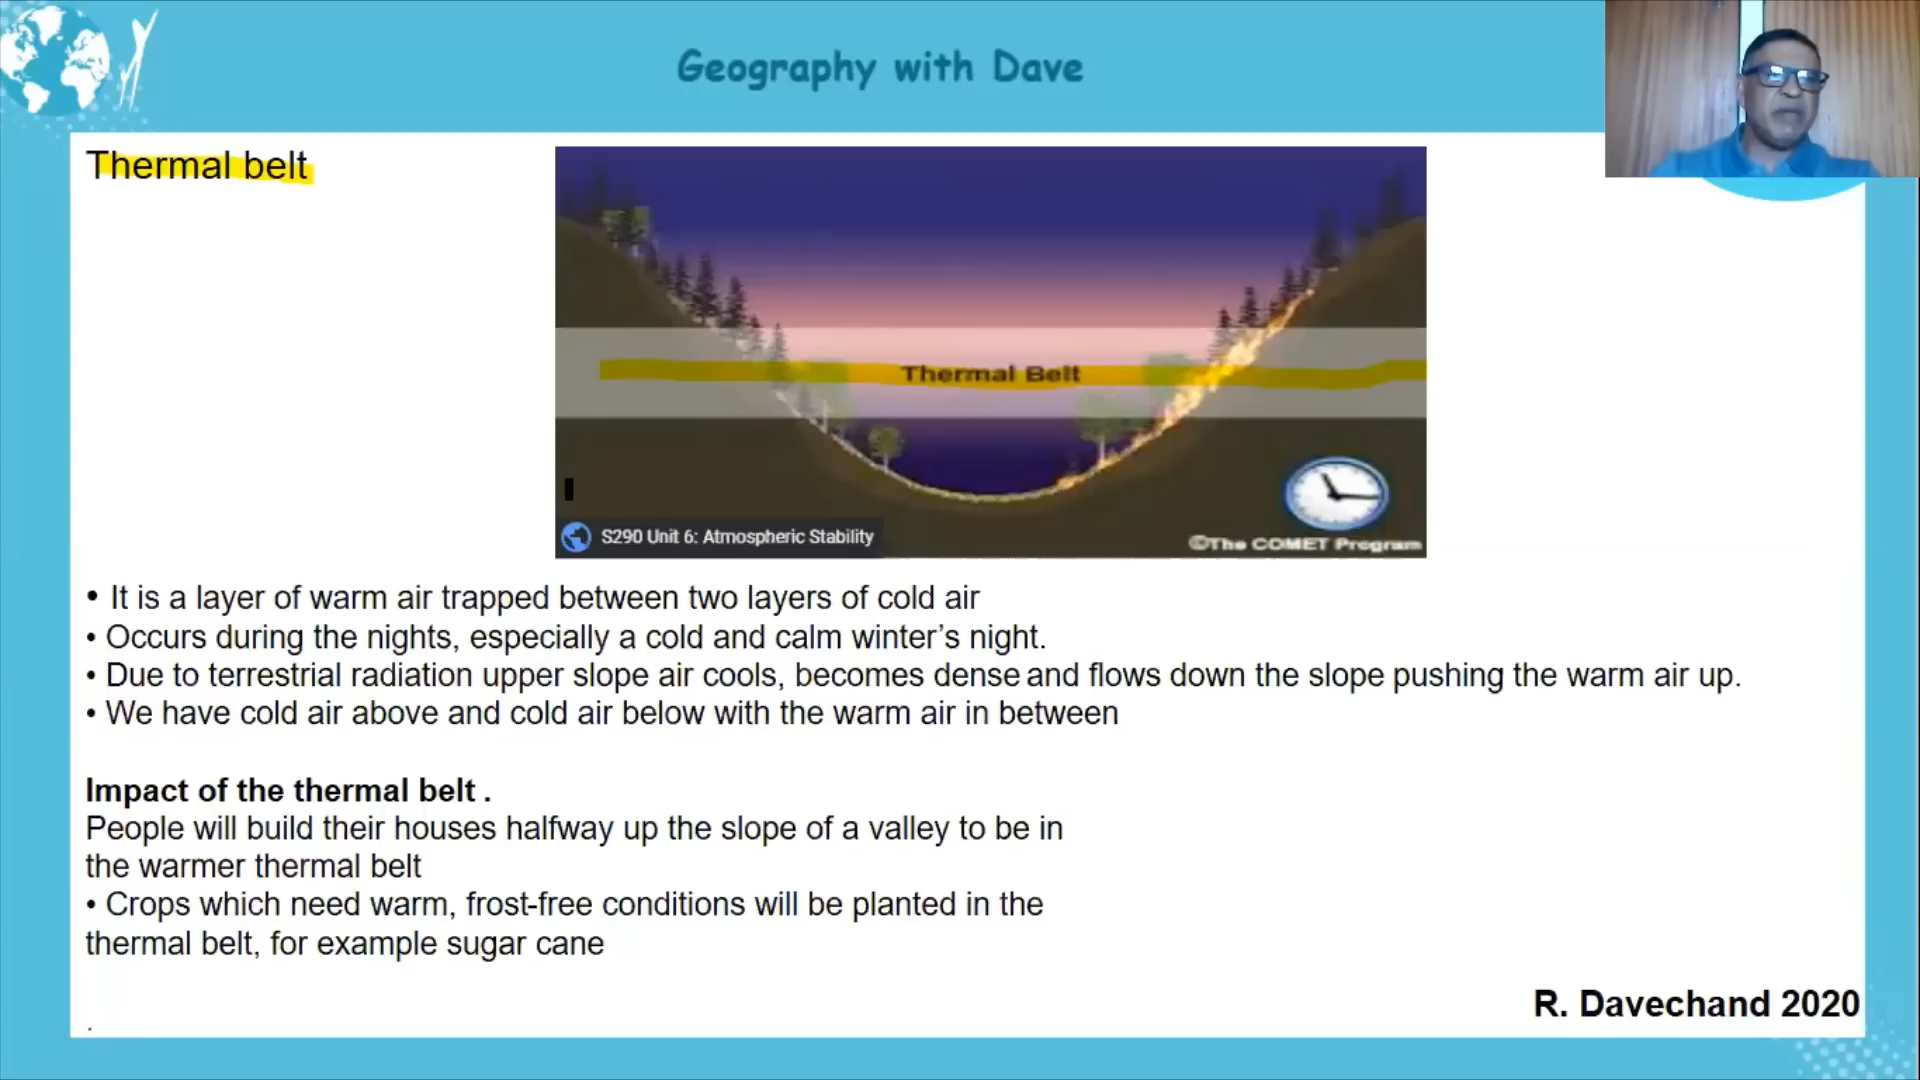 Geography with Dave
Thermal belt
Thermal Belt
S290 Unit 6: Atmospheric Stability
©The COMET Program
• It is a layer of warm air trapped between two layers of cold air
• Occurs during the nights, especially a cold and calm winter’s night.
• Due to terrestrial radiation upper slope air cools, becomes dense and flows down the slope pushing the warm air up.
• We have cold air above and cold air below with the warm air in between
Impact of the thermal belt .
People will build their houses halfway up the slope of a valley to be in
the warmer thermal belt
• Crops which need warm, frost-free conditions will be planted in the
thermal belt, for example sugar cane
R. Davechand 2020
.